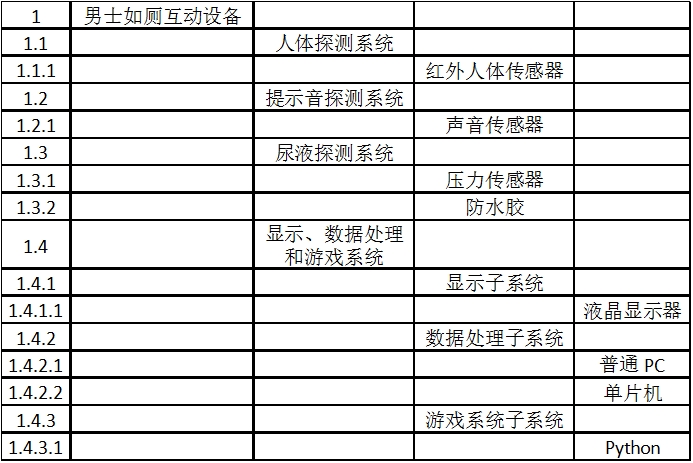 1 男士如厕互动设备
1.1 人体探测系统
1.1.1 红外人体传感器
1.2 提示音探测系统
1.2.1 声音传感器
1.3 尿液探测系统
1.3.1 压力传感器
1.3.2 防水胶
1.4 显示、数据处理
和游戏系统
1.4.1 显示子系统
1.4.1.1 液晶显示器
1.4.2 数据处理子系统
1.4.2.1 普通 PC
1.4.2.2 单片机
1.4.3 游戏系统子系统
1.4.3.1 Python